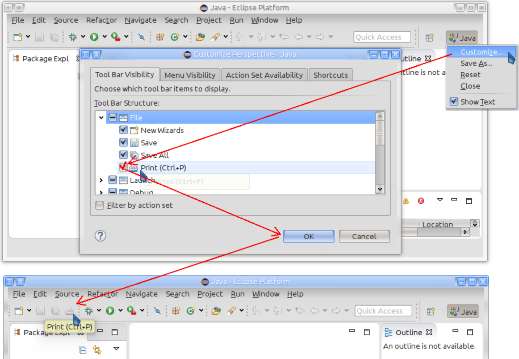 Java - Eclipse Platform
File Edit Source Refactor Navigate Search Project Run Window Help
Quick Access
Java
Package Expl
Outline
Customize Perspective - Java
Customize...
Save As...
Reset
Close
Show Text
Tool Bar Visibility Menu Visibility Action Set Availability Shortcuts
Choose which tool bar items to display.
Tool Bar Structure:
File
New Wizards
Save
Save All
Print (Ctrl+P)
Launch
Debug
Filter by action set
OK Cancel
Location
Java - Eclipse Platform
File Edit Source Refactor Navigate Search Project Run Window Help
Quick Access
Java
Print (Ctrl+P)
Package Expl
Outline
An outline is not available.